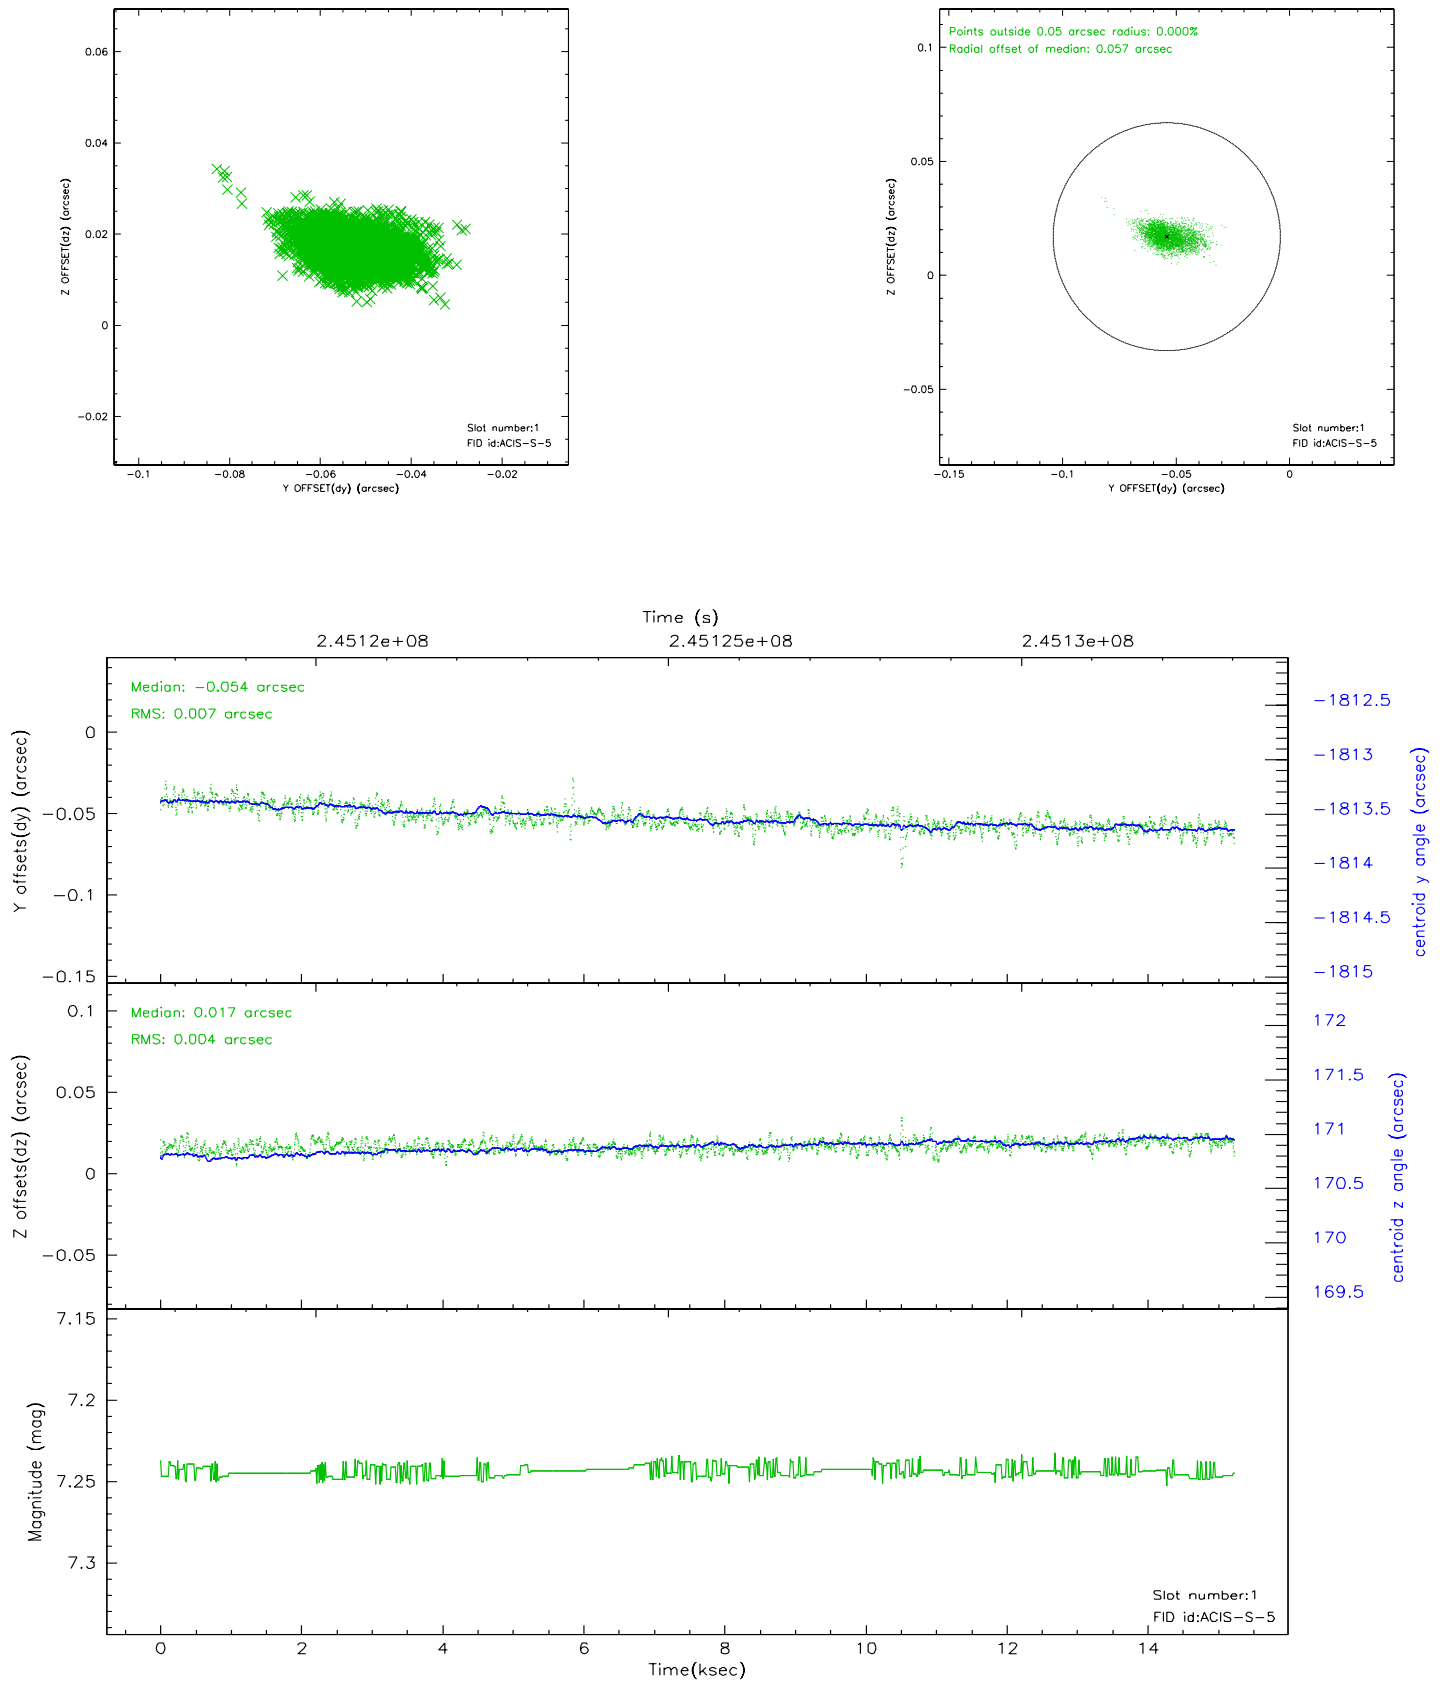 0.06
0.04
0.02
0
−0.02
Z OFFSET(dz) (arcsec)
Slot number:1
FID id:ACIS−S−5
−0.1 −0.08 −0.06 −0.04 −0.02
Y OFFSET(dy) (arcsec)
Points outside 0.05 arcsec radius: 0.000%
Radial offset of median: 0.057 arcsec
0.1
0.05
0
−0.05
Z OFFSET(dz) (arcsec)
Slot number:1
FID id:ACIS−S−5
−0.15 −0.1 −0.05 0
Y OFFSET(dy) (arcsec)
Time (s)
2.4512e+08 2.45125e+08 2.4513e+08
Median: −0.054 arcsec
RMS: 0.007 arcsec
0
−0.05
−0.1
−0.15
Y offsets(dy) (arcsec)
−1812.5
−1813
−1813.5
−1814
−1814.5
−1815
centroid y angle (arcsec)
Median: 0.017 arcsec
RMS: 0.004 arcsec
0.1
0.05
0
−0.05
Z offsets(dz) (arcsec)
172
171.5
171
170.5
170
169.5
centroid z angle (arcsec)
7.15
7.2
7.25
7.3
Magnitude (mag)
Slot number:1
FID id:ACIS−S−5
0 2 4 6 8 10 12 14
Time(ksec)